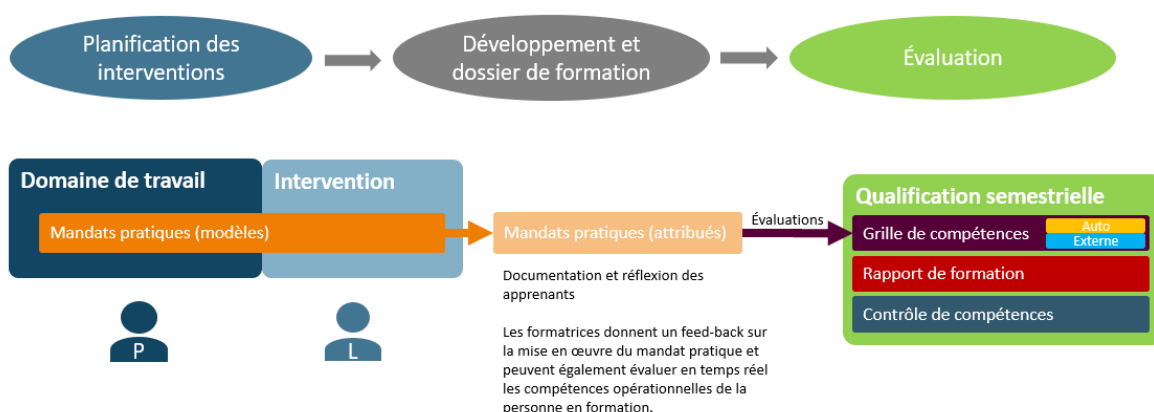 Planification des
interventions
Développement et
dossier de formation
Évaluation
Domaine de travail
Intervention
Mandats pratiques (modèles)
Mandats pratiques (attribués)
Évaluations
Qualification semestrielle
Grille de compétences
Auto
Externe
Rapport de formation
Contrôle de compétences
P
L
Documentation et réflexion des
apprenants
Les formatrices donnent un feed-back sur
la mise en œuvre du mandat pratique et
peuvent également évaluer en temps réel
les compétences opérationnelles de la
personne en formation.